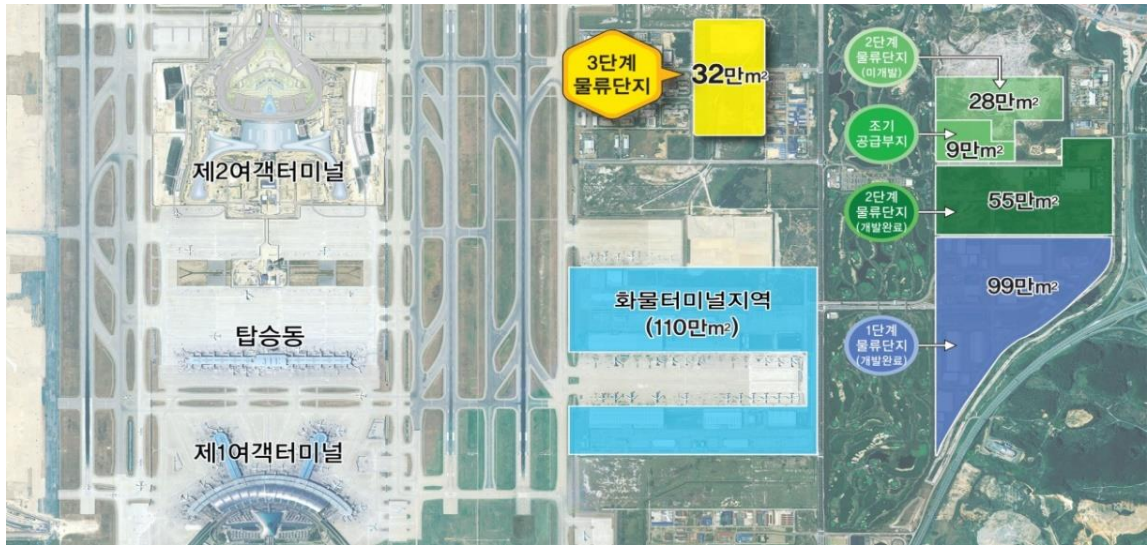 제2여객터미널
탑승동
제1여객터미널
3단계
물류단지
32만m²
화물터미널지역
(110만m²)
2단계
물류단지
(미개발)
28만m²
조기
공급부지
9만m²
2단계
물류단지
(개발완료)
55만m²
1단계
물류단지
(개발완료)
99만m²